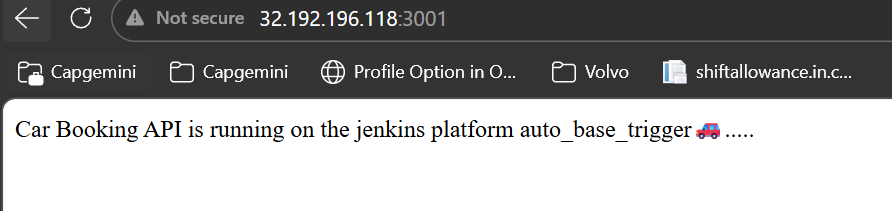 Not secure 32.192.196.118:3001
Capgemini Capgemini Profile Option in O... Volvo shiftallowance.in.c...
Car Booking API is running on the jenkins platform auto_base_trigger🚗 .....